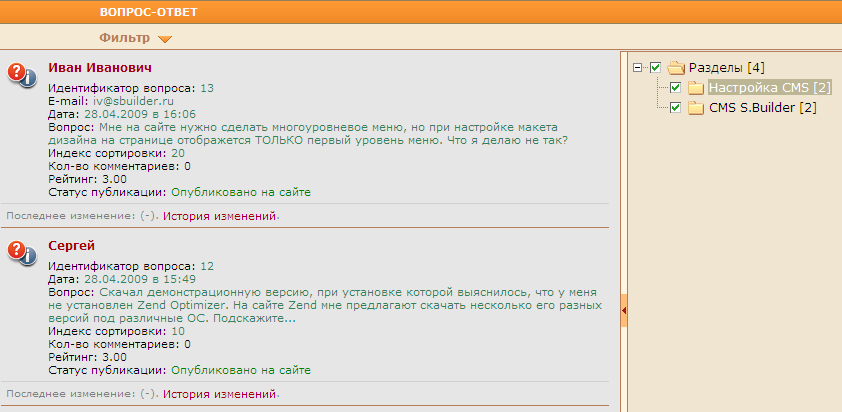 ВОПРОС-ОТВЕТ
Фильтр
Иван Иванович
Идентификатор вопроса: 13
E-mail: iv@sbuilder.ru
Дата: 28.04.2009 в 16:06
Вопрос: Мне на сайте нужно сделать многоуровневое меню, но при настройке макета
дизайна на странице отображется ТОЛЬКО первый уровень меню. Что я делаю не так?
Индекс сортировки: 20
Кол-во комментариев: 0
Рейтинг: 3.00
Статус публикации: Опубликовано на сайте
Последнее изменение: (-). История изменений.
Сергей
Идентификатор вопроса: 12
Дата: 28.04.2009 в 15:49
Вопрос: Скачал демонстрационную версию, при установке которой выяснилось, что у меня
не установлен Zend Optimizer. На сайте Zend мне предлагают скачать несколько его разных
версий под различные ОС. Подскажите...
Индекс сортировки: 10
Кол-во комментариев: 0
Рейтинг: 3.00
Статус публикации: Опубликовано на сайте
Последнее изменение: (-). История изменений.
Разделы [4]
Настройка CMS [2]
CMS S.Builder [2]